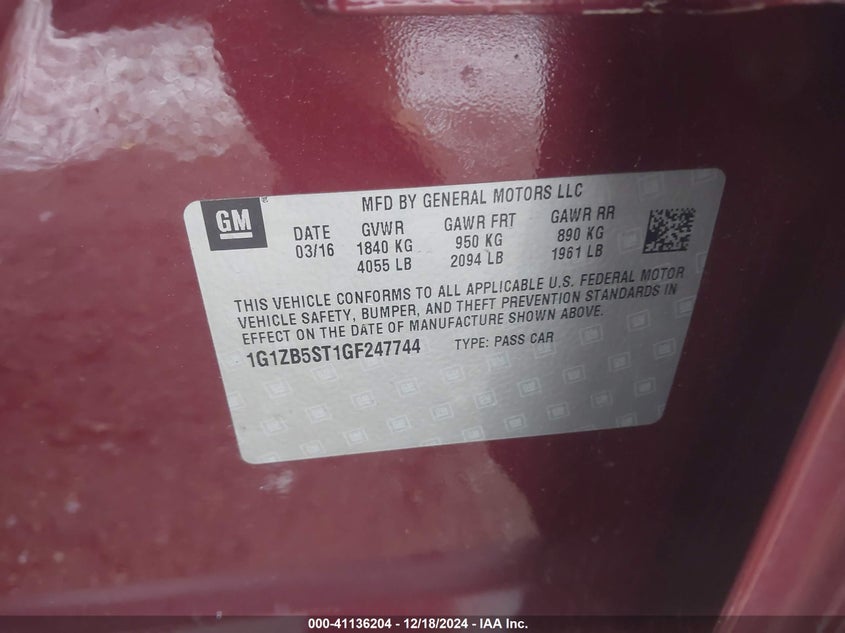 MFD BY GENERAL MOTORS LLC
GM®
DATE GVWR GAWR FRT GAWR RR
03/16 1840 KG 950 KG 890 KG
4055 LB 2094 LB 1961 LB
THIS VEHICLE CONFORMS TO ALL APPLICABLE U.S. FEDERAL MOTOR
VEHICLE SAFETY, BUMPER, AND THEFT PREVENTION STANDARDS IN
EFFECT ON THE DATE OF MANUFACTURE SHOWN ABOVE.
1G1ZB5ST1GF247744 TYPE: PASS CAR
000-41136204 - 12/18/2024 - IAA Inc.